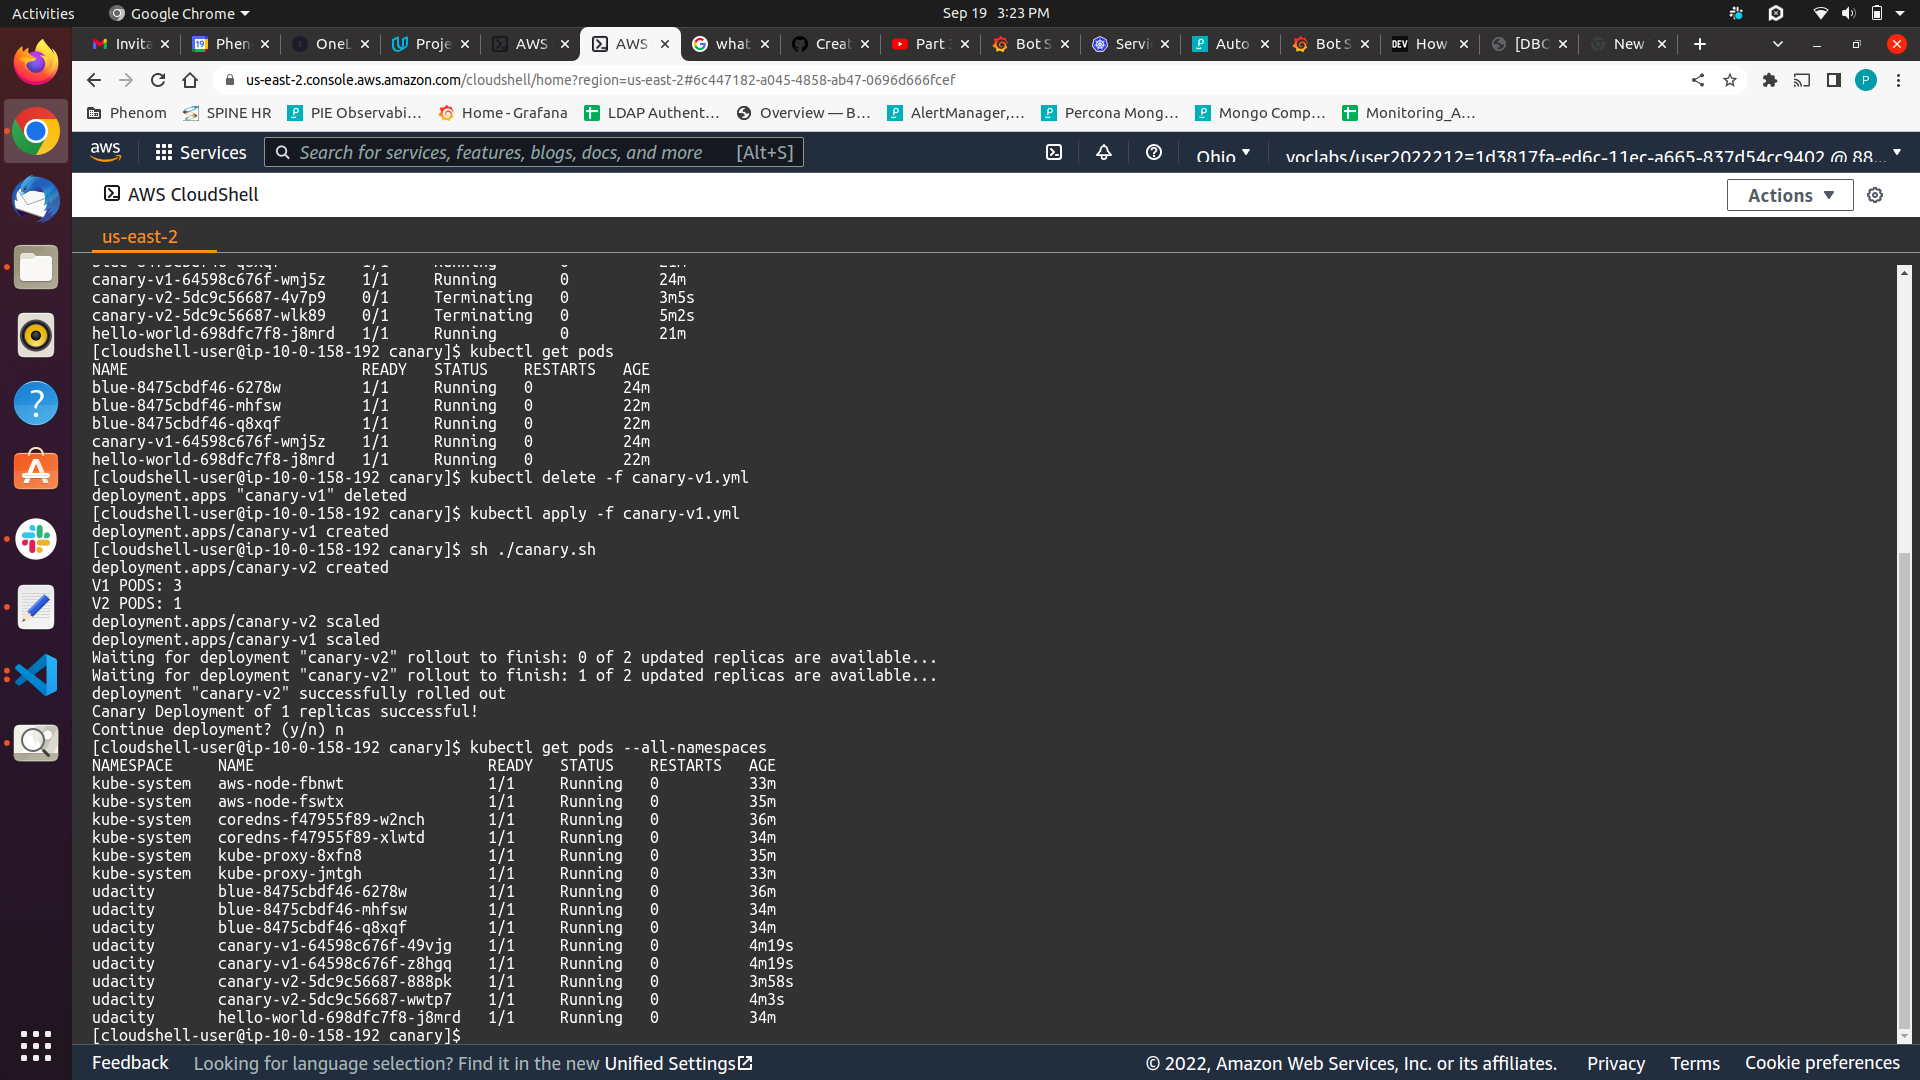 Activities
Google Chrome
Sep 19 3:23 PM
Invita
Phen
OneL
Proje
AWS
AWS
what
Creat
Part
Bot S
Servi
Auto
Bot S
DEV How
[DBC
New
us-east-2.console.aws.amazon.com/cloudshell/home?region=us-east-2#6c447182-a045-4858-ab47-0696d666fcef
P
Phenom
SPINE HR
PIE Observabi...
Home - Grafana
LDAP Authent...
Overview — B...
AlertManager,...
Percona Mong...
Mongo Comp...
Monitoring_A...
aws
Services
Search for services, features, blogs, docs, and more [Alt+S]
Ohio
voclabs/user2022212=1d3817fa-ed6c-11ec-a665-837d54cc9402 @ 88...
AWS CloudShell
Actions
us-east-2
canary-v1-64598c676f-wmj5z 1/1 Running 0 24m
canary-v2-5dc9c56687-4v7p9 0/1 Terminating 0 3m5s
canary-v2-5dc9c56687-wlk89 0/1 Terminating 0 5m2s
hello-world-698dfc7f8-j8mrd 1/1 Running 0 21m
[cloudshell-user@ip-10-0-158-192 canary]$ kubectl get pods
NAME READY STATUS RESTARTS AGE
blue-8475cbdf46-6278w 1/1 Running 0 24m
blue-8475cbdf46-mhfsw 1/1 Running 0 22m
blue-8475cbdf46-q8xqf 1/1 Running 0 22m
canary-v1-64598c676f-wmj5z 1/1 Running 0 24m
hello-world-698dfc7f8-j8mrd 1/1 Running 0 22m
[cloudshell-user@ip-10-0-158-192 canary]$ kubectl delete -f canary-v1.yml
deployment.apps "canary-v1" deleted
[cloudshell-user@ip-10-0-158-192 canary]$ kubectl apply -f canary-v1.yml
deployment.apps/canary-v1 created
[cloudshell-user@ip-10-0-158-192 canary]$ sh ./canary.sh
deployment.apps/canary-v2 created
V1 PODS: 3
V2 PODS: 1
deployment.apps/canary-v2 scaled
deployment.apps/canary-v1 scaled
Waiting for deployment "canary-v2" rollout to finish: 0 of 2 updated replicas are available...
Waiting for deployment "canary-v2" rollout to finish: 1 of 2 updated replicas are available...
deployment "canary-v2" successfully rolled out
Canary Deployment of 1 replicas successful!
Continue deployment? (y/n) n
[cloudshell-user@ip-10-0-158-192 canary]$ kubectl get pods --all-namespaces
NAMESPACE NAME READY STATUS RESTARTS AGE
kube-system aws-node-fbnwt 1/1 Running 0 33m
kube-system aws-node-fswtx 1/1 Running 0 35m
kube-system coredns-f47955f89-w2nch 1/1 Running 0 36m
kube-system coredns-f47955f89-xlwtd 1/1 Running 0 34m
kube-system kube-proxy-8xfn8 1/1 Running 0 35m
kube-system kube-proxy-jmtgh 1/1 Running 0 33m
udacity blue-8475cbdf46-6278w 1/1 Running 0 36m
udacity blue-8475cbdf46-mhfsw 1/1 Running 0 34m
udacity blue-8475cbdf46-q8xqf 1/1 Running 0 34m
udacity canary-v1-64598c676f-49vjg 1/1 Running 0 4m19s
udacity canary-v1-64598c676f-z8hgq 1/1 Running 0 4m19s
udacity canary-v2-5dc9c56687-888pk 1/1 Running 0 3m58s
udacity canary-v2-5dc9c56687-wwtp7 1/1 Running 0 4m3s
udacity hello-world-698dfc7f8-j8mrd 1/1 Running 0 34m
[cloudshell-user@ip-10-0-158-192 canary]$
Feedback
Looking for language selection? Find it in the new Unified Settings
© 2022, Amazon Web Services, Inc. or its affiliates.
Privacy
Terms
Cookie preferences